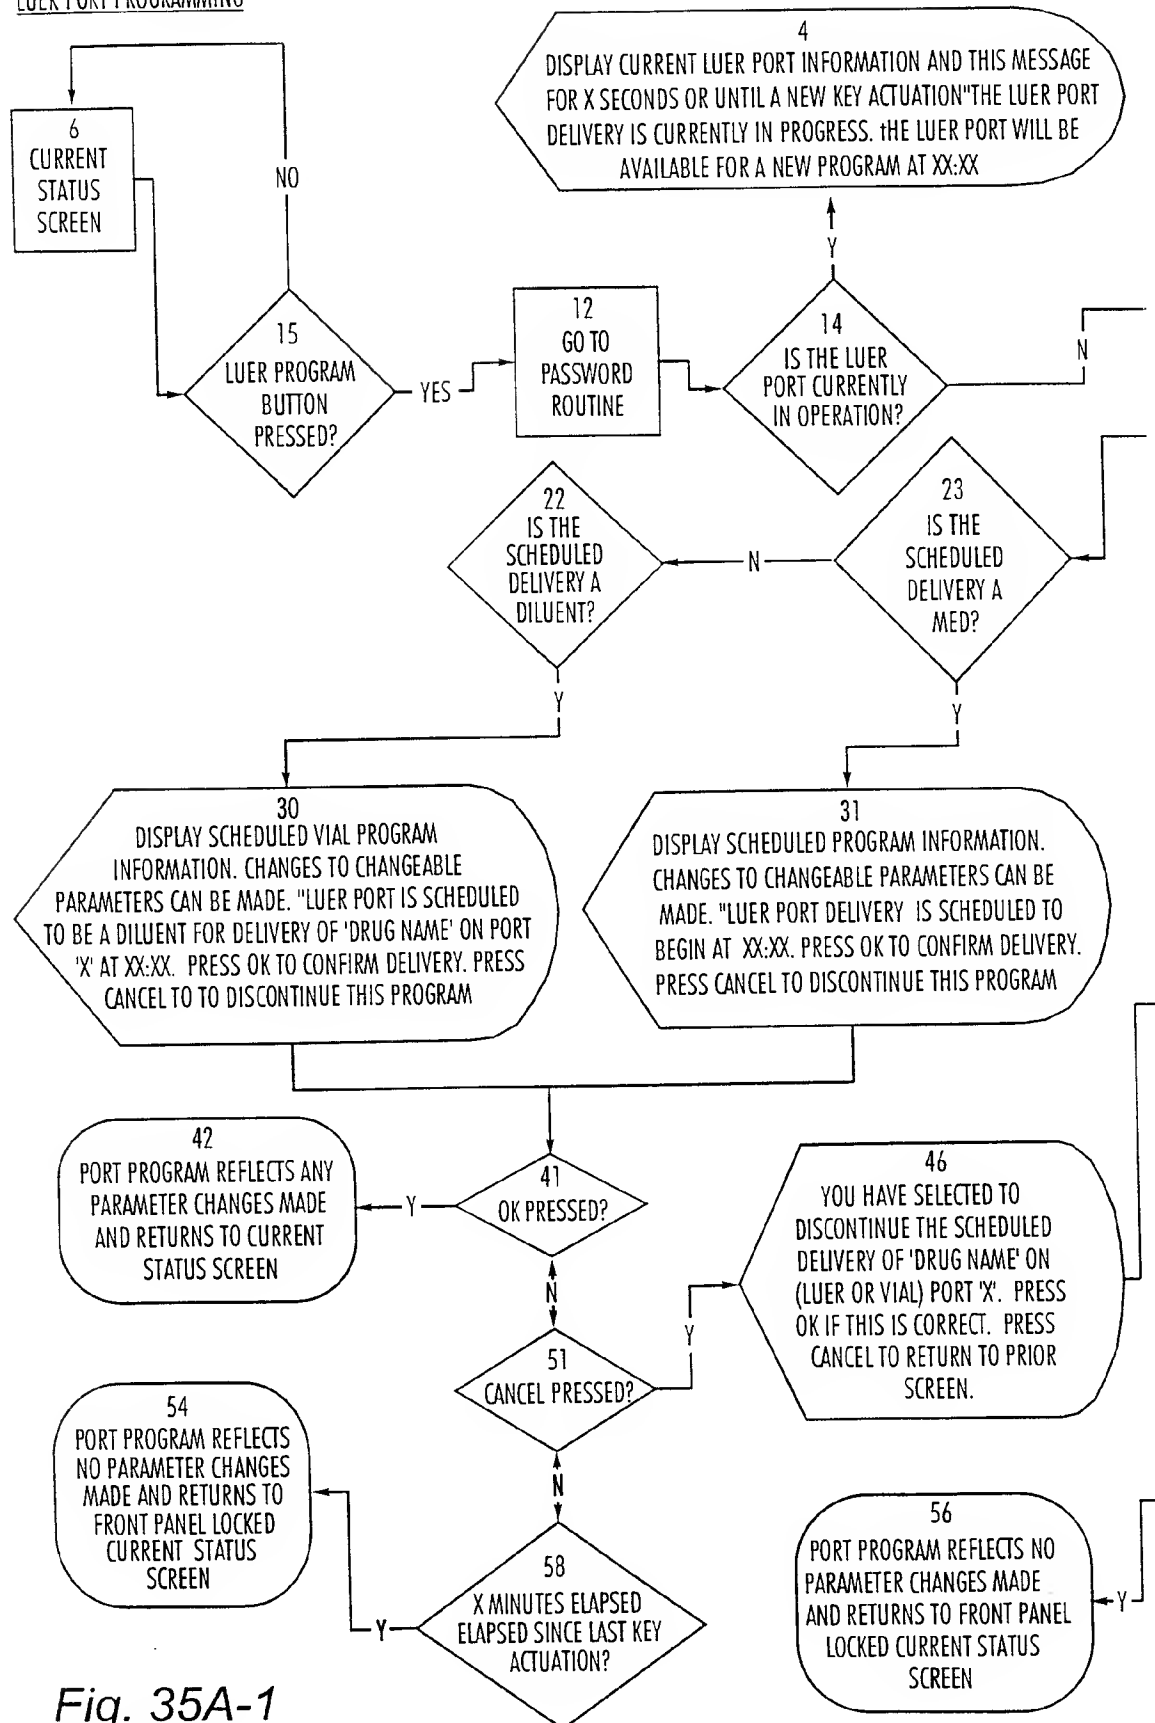 LUER PORT PROGRAMMING
4
DISPLAY CURRENT LUER PORT INFORMATION AND THIS MESSAGE
FOR X SECONDS OR UNTIL A NEW KEY ACTUATION"THE LUER PORT
DELIVERY IS CURRENTLY IN PROGRESS. tHE LUER PORT WILL BE
AVAILABLE FOR A NEW PROGRAM AT XX:XX
6
CURRENT
STATUS
SCREEN
NO
Y
15
LUER PROGRAM
BUTTON
PRESSED?
YES
12
GO TO
PASSWORD
ROUTINE
14
IS THE LUER
PORT CURRENTLY
IN OPERATION?
N
22
IS THE
SCHEDULED
DELIVERY A
DILUENT?
N
23
IS THE
SCHEDULED
DELIVERY A
MED?
Y
Y
30
DISPLAY SCHEDULED VIAL PROGRAM
INFORMATION. CHANGES TO CHANGEABLE
PARAMETERS CAN BE MADE. "LUER PORT IS SCHEDULED
TO BE A DILUENT FOR DELIVERY OF 'DRUG NAME' ON PORT
'X' AT XX:XX. PRESS OK TO CONFIRM DELIVERY. PRESS
CANCEL TO TO DISCONTINUE THIS PROGRAM
31
DISPLAY SCHEDULED PROGRAM INFORMATION.
CHANGES TO CHANGEABLE PARAMETERS CAN BE
MADE. "LUER PORT DELIVERY IS SCHEDULED TO
BEGIN AT XX:XX. PRESS OK TO CONFIRM DELIVERY.
PRESS CANCEL TO DISCONTINUE THIS PROGRAM
42
PORT PROGRAM REFLECTS ANY
PARAMETER CHANGES MADE
AND RETURNS TO CURRENT
STATUS SCREEN
Y
41
OK PRESSED?
N
46
YOU HAVE SELECTED TO
DISCONTINUE THE SCHEDULED
DELIVERY OF 'DRUG NAME' ON
(LUER OR VIAL) PORT 'X'. PRESS
OK IF THIS IS CORRECT. PRESS
CANCEL TO RETURN TO PRIOR
SCREEN.
Y
51
CANCEL PRESSED?
N
54
PORT PROGRAM REFLECTS
NO PARAMETER CHANGES
MADE AND RETURNS TO
FRONT PANEL LOCKED
CURRENT STATUS
SCREEN
Y
58
X MINUTES ELAPSED
ELAPSED SINCE LAST KEY
ACTUATION?
56
PORT PROGRAM REFLECTS NO
PARAMETER CHANGES MADE
AND RETURNS TO FRONT PANEL
LOCKED CURRENT STATUS
SCREEN
Y
Fig. 35A-1